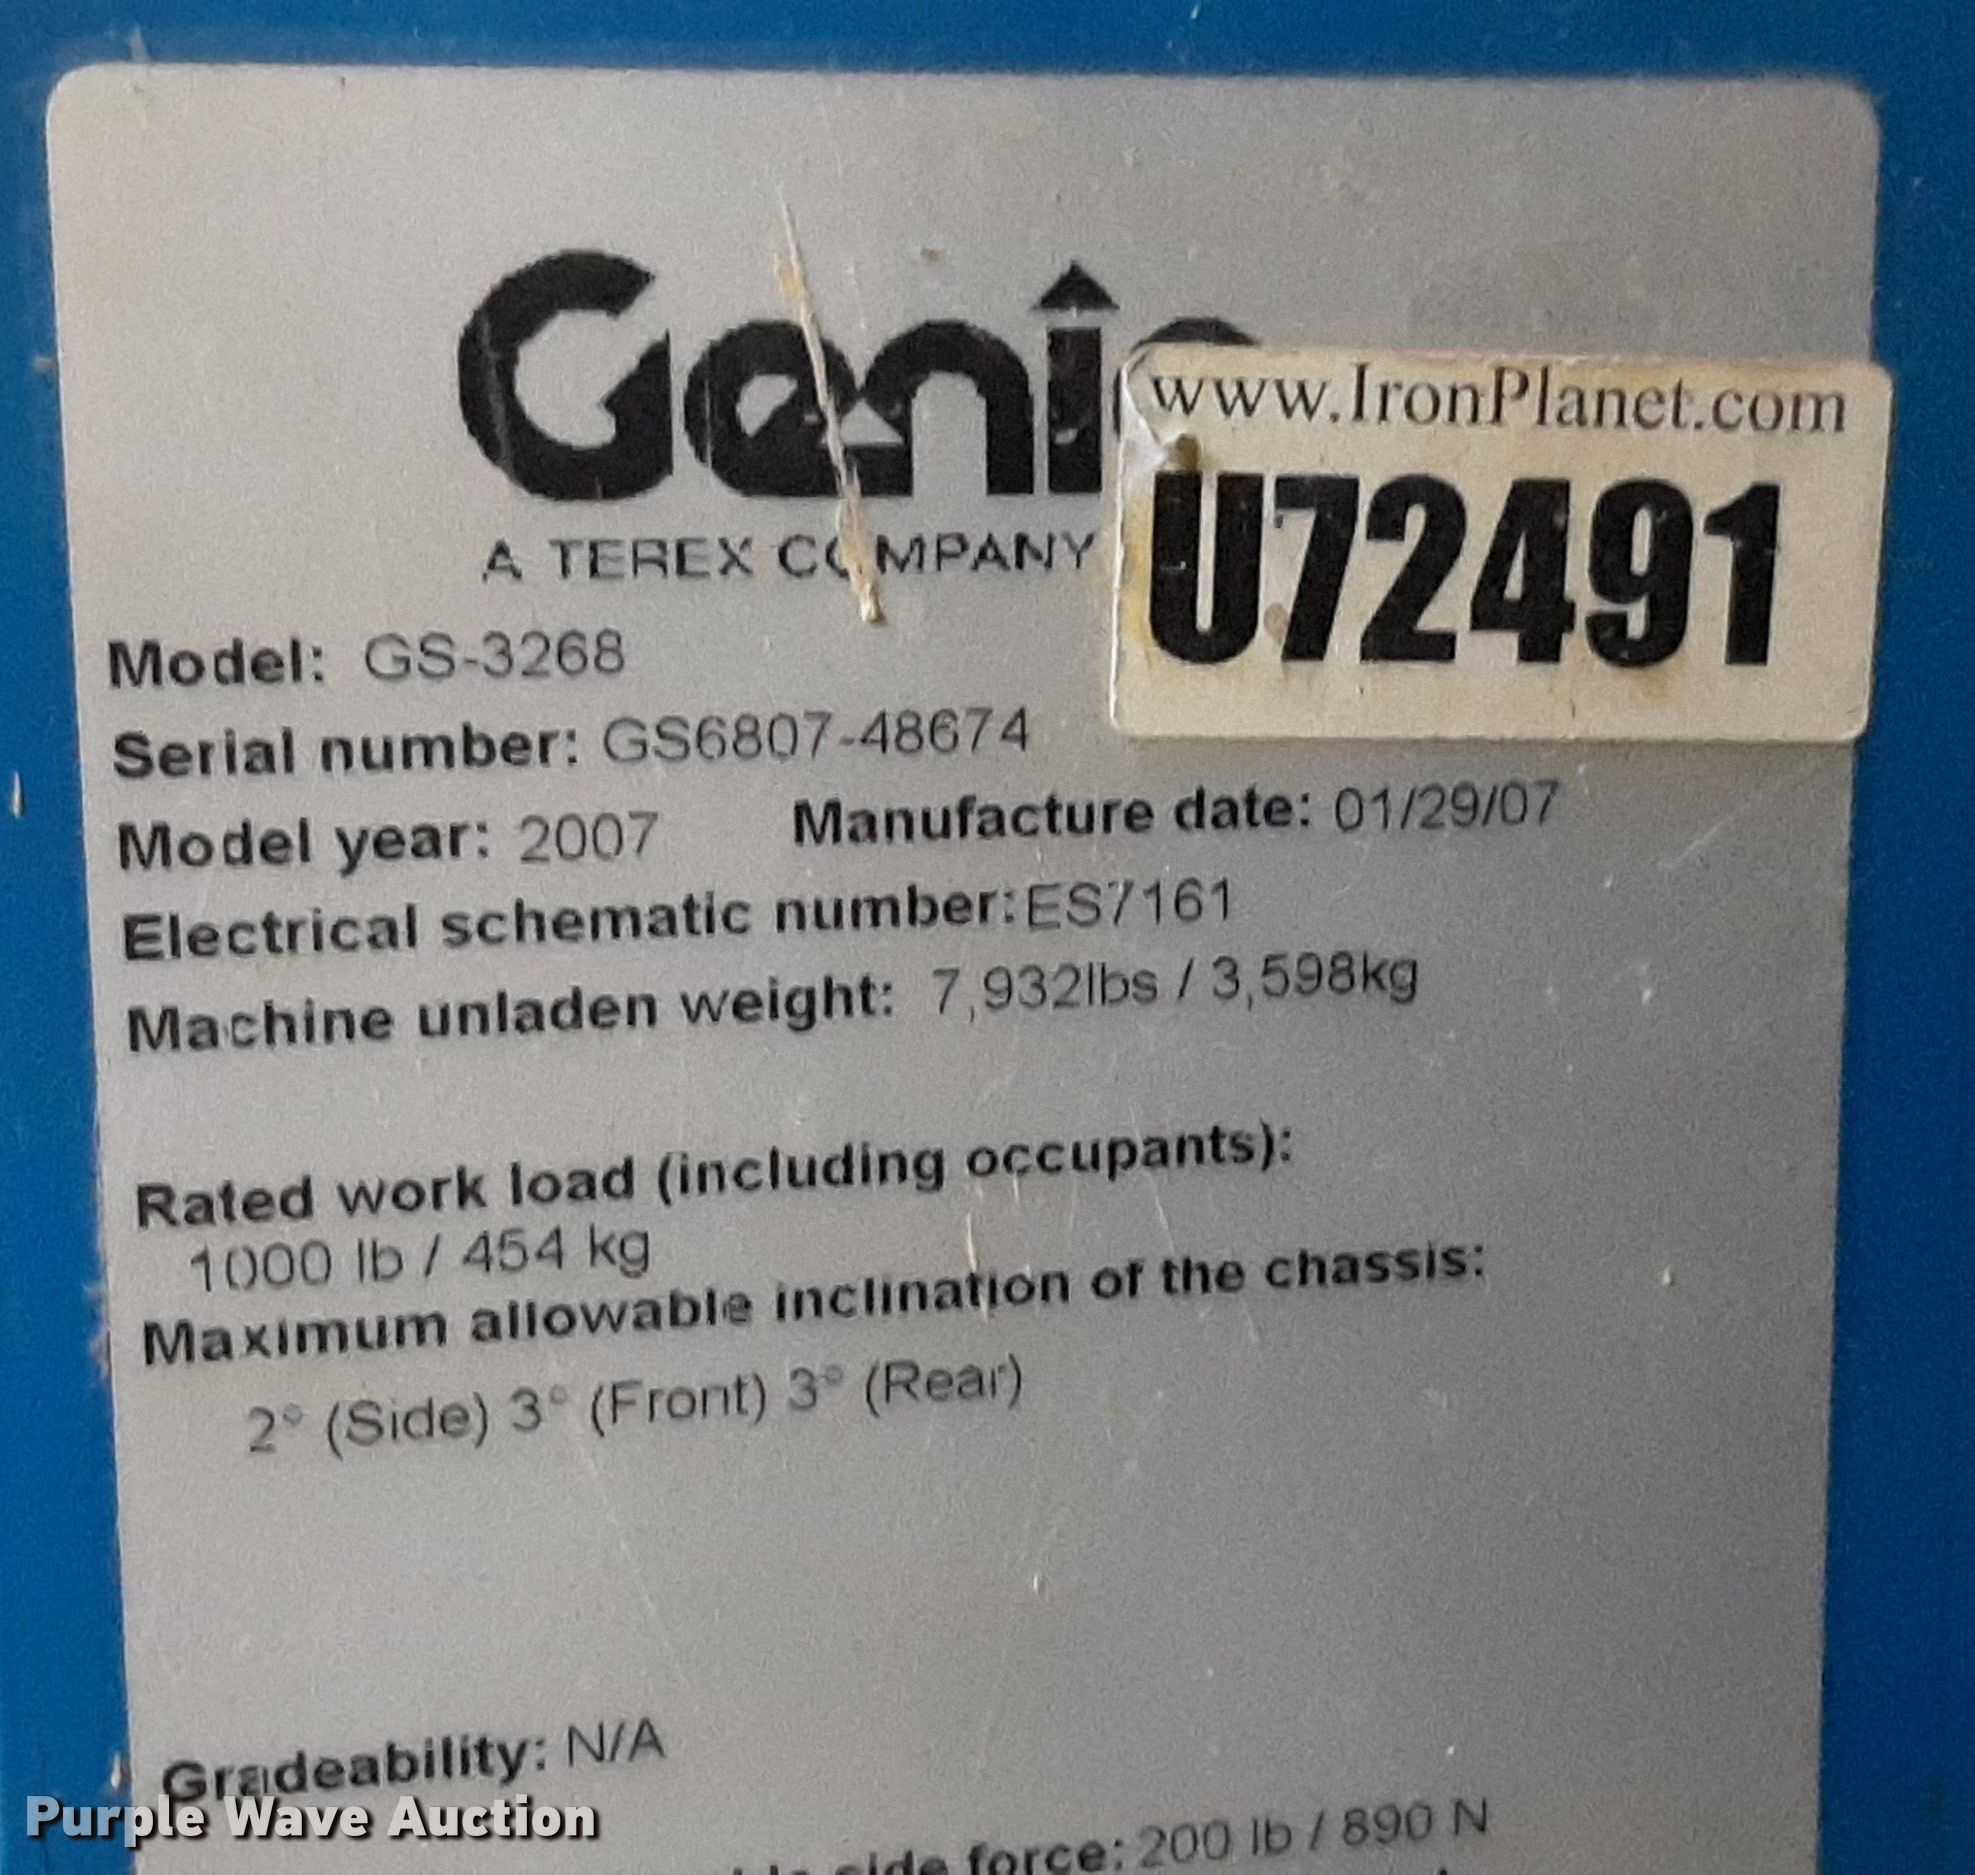 Genie
A TEREX COMPANY
www.IronPlanet.com
U72491
Model: GS-3268
Serial number: GS6807-48674
Model year: 2007 Manufacture date: 01/29/07
Electrical schematic number: ES7161
Machine unladen weight: 7,932lbs / 3,598kg
Rated work load (including occupants):
1000 lb / 454 kg
Maximum allowable inclination of the chassis:
2° (Side) 3° (Front) 3° (Rear)
Gradeability: N/A
Purple Wave Auction
side force: 200 lb / 890 N